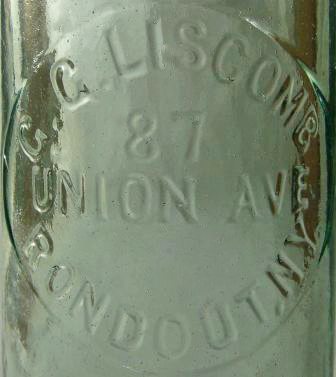 J. C. LISCOMB
87
UNION AVE.
RONDOUT, N.Y.